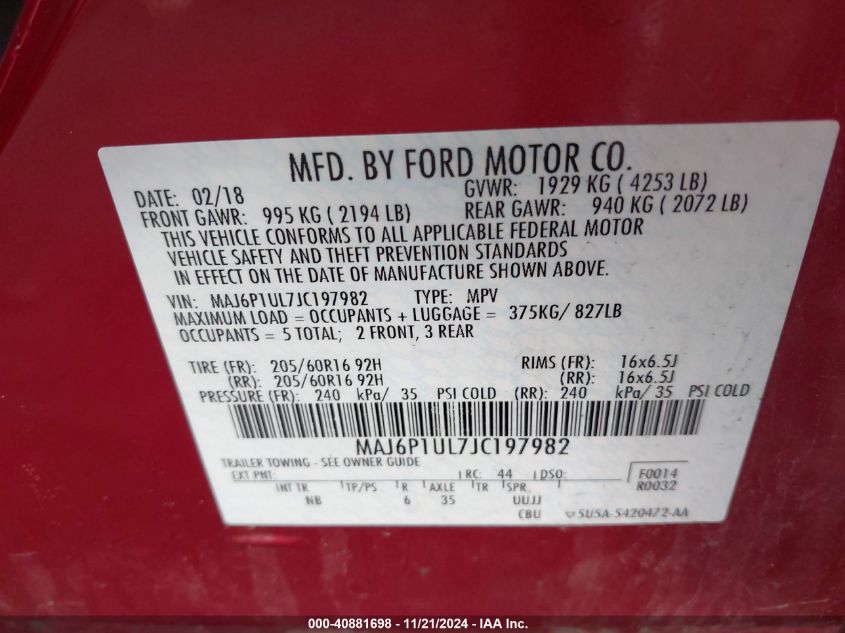 MFD. BY FORD MOTOR CO.
DATE: 02/18 GVWR: 1929 KG ( 4253 LB)
FRONT GAWR: 995 KG ( 2194 LB) REAR GAWR: 940 KG ( 2072 LB)
THIS VEHICLE CONFORMS TO ALL APPLICABLE FEDERAL MOTOR
VEHICLE SAFETY AND THEFT PREVENTION STANDARDS
IN EFFECT ON THE DATE OF MANUFACTURE SHOWN ABOVE.
VIN: MAJ6P1UL7JC197982 TYPE: MPV
MAXIMUM LOAD = OCCUPANTS + LUGGAGE = 375KG/ 827LB
OCCUPANTS = 5 TOTAL; 2 FRONT, 3 REAR
TIRE (FR): 205/60R16 92H RIMS (FR): 16x6.5J
(RR): 205/60R16 92H (RR): 16x6.5J
PRESSURE (FR): 240 kPa/ 35 PSI COLD (RR): 240 kPa/ 35 PSI COLD
MAJ6P1UL7JC197982
TRAILER TOWING - SEE OWNER GUIDE
EXT PNT: RC: 44 DSO: F0014
INT TR TP/PS R AXLE TR SPR R0032
NB 6 35 UUJJ
CBU 5U5A-5420472-AA
000-40881698 - 11/21/2024 - IAA Inc.